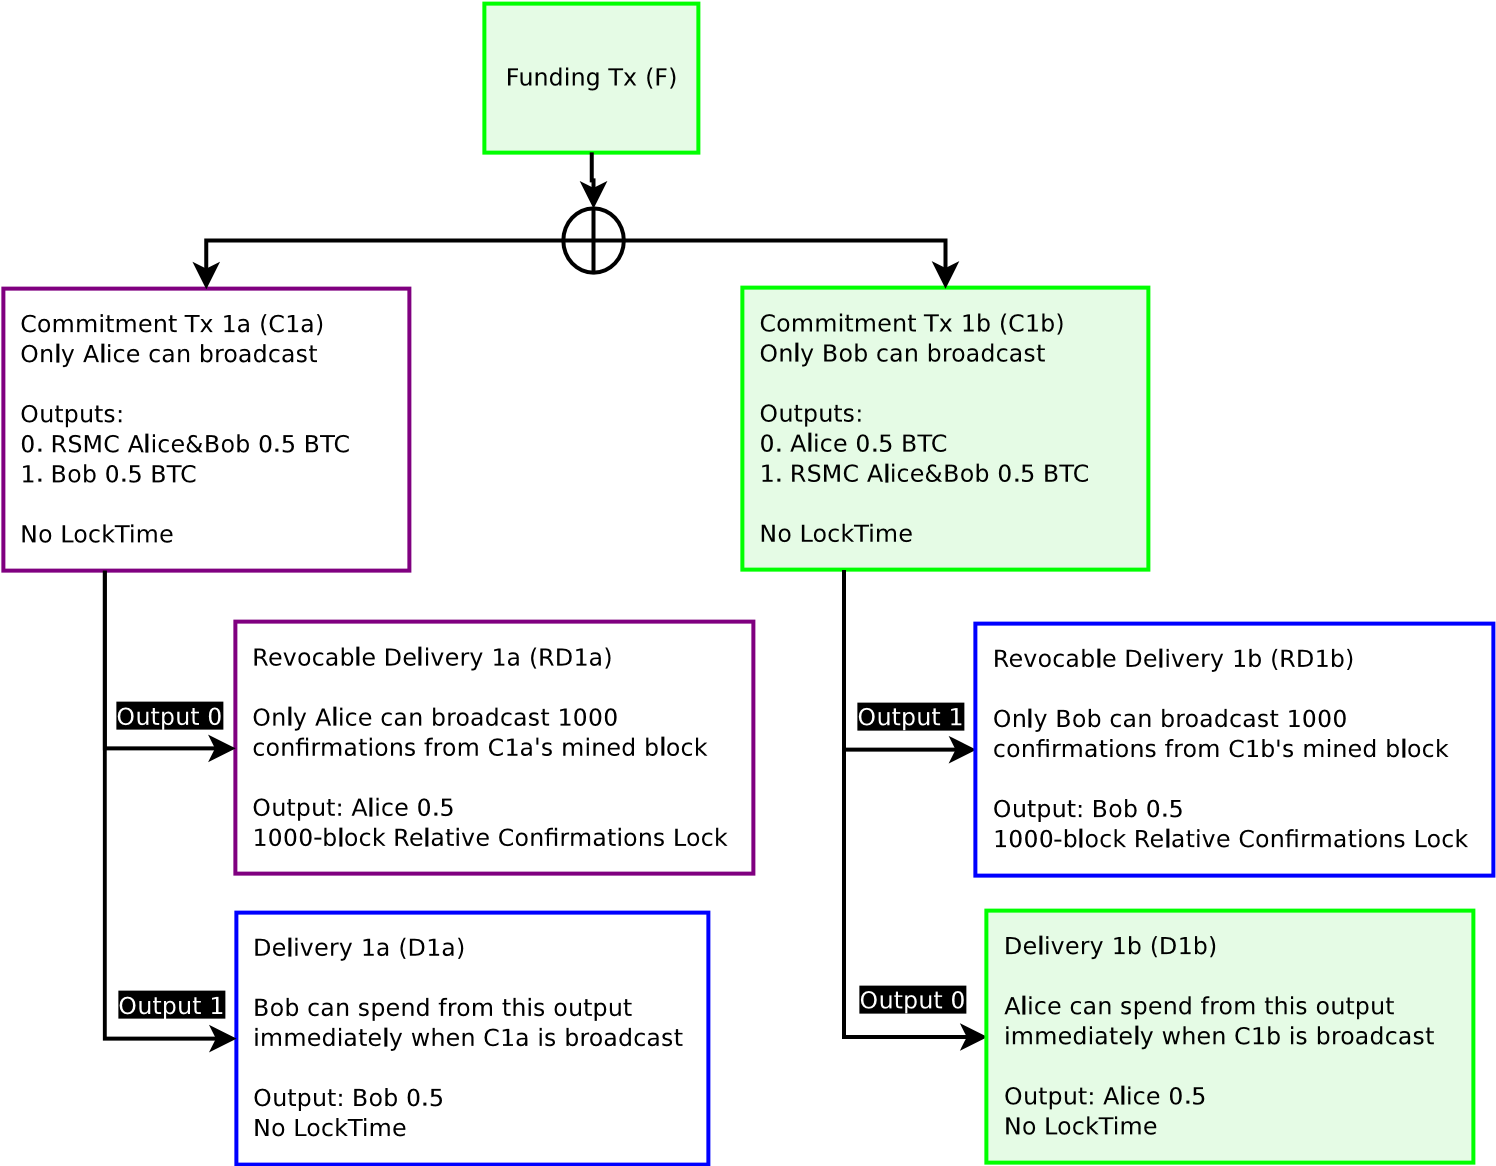 Funding Tx (F)
Commitment Tx 1a (C1a)
Only Alice can broadcast
Outputs:
0. RSMC Alice&Bob 0.5 BTC
1. Bob 0.5 BTC
No LockTime
Commitment Tx 1b (C1b)
Only Bob can broadcast
Outputs:
0. Alice 0.5 BTC
1. RSMC Alice&Bob 0.5 BTC
No LockTime
Output 0
Revocable Delivery 1a (RD1a)
Only Alice can broadcast 1000
confirmations from C1a's mined block
Output: Alice 0.5
1000-block Relative Confirmations Lock
Output 1
Revocable Delivery 1b (RD1b)
Only Bob can broadcast 1000
confirmations from C1b's mined block
Output: Bob 0.5
1000-block Relative Confirmations Lock
Output 1
Delivery 1a (D1a)
Bob can spend from this output
immediately when C1a is broadcast
Output: Bob 0.5
No LockTime
Output 0
Delivery 1b (D1b)
Alice can spend from this output
immediately when C1b is broadcast
Output: Alice 0.5
No LockTime